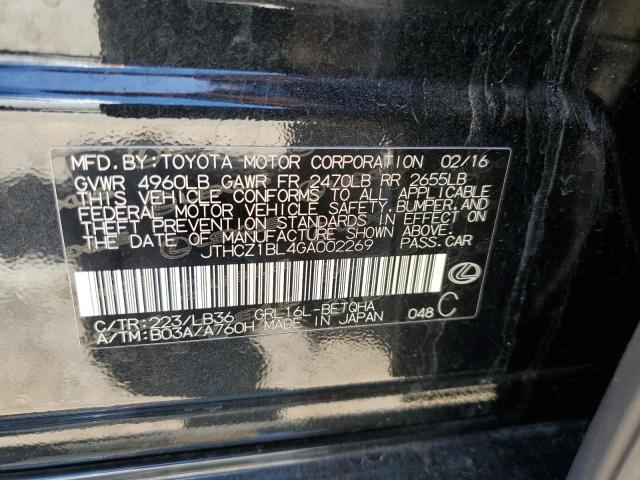 MFD. BY: TOYOTA MOTOR CORPORATION 02/16
GVWR 4960LB GAWR FR 2470LB RR 2655LB
THIS VEHICLE CONFORMS TO ALL APPLICABLE
FEDERAL MOTOR VEHICLE SAFETY, BUMPER, AND
THEFT PREVENTION STANDARDS IN EFFECT ON
THE DATE OF MANUFACTURE SHOWN ABOVE.
JTHCZ1BL4GA002269 PASS. CAR
C/TR: 223/LB36 GRL16L-BETQHA
A/TM: B03A/A760H MADE IN JAPAN 048 C